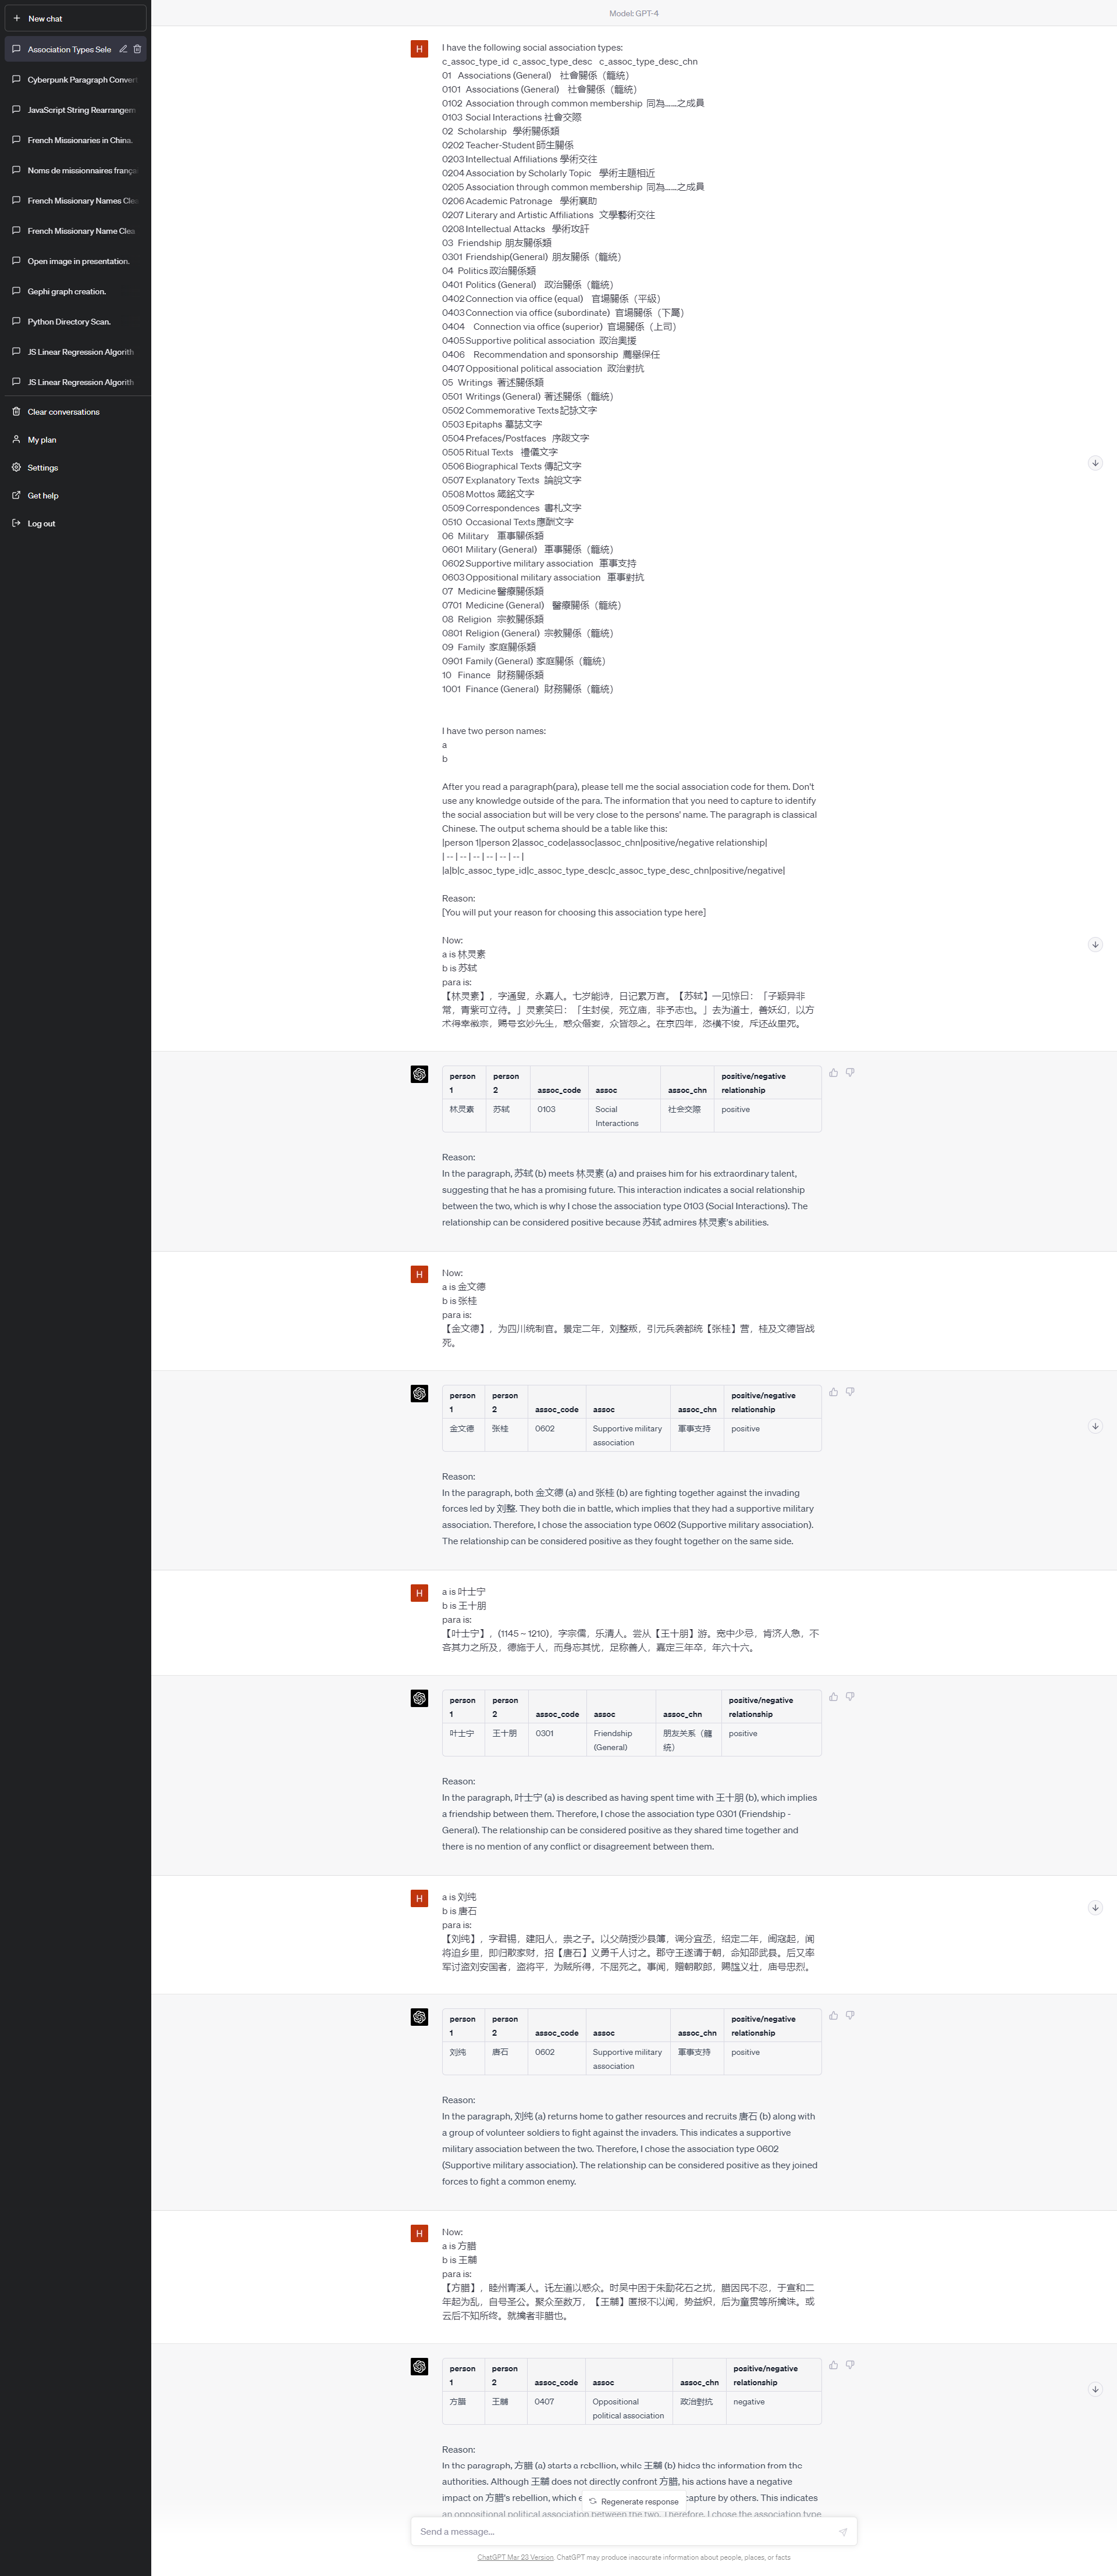 New chat
Association Types Sele
Cyberpunk Paragraph Convert
JavaScript String Rearrangem
French Missionaries in China.
Noms de missionnaires frança
French Missionary Names Clea
French Missionary Name Clea
Open image in presentation.
Gephi graph creation.
Python Directory Scan.
JS Linear Regression Algorith
JS Linear Regression Algorith
Clear conversations
My plan
Settings
Get help
Log out
Model: GPT-4
H
I have the following social association types:
c_assoc_type_id c_assoc_type_desc c_assoc_type_desc_chn
01 Associations (General) 社會關係（籠統）
0101 Associations (General) 社會關係（籠統）
0102 Association through common membership 同為……之成員
0103 Social Interactions 社會交際
02 Scholarship 學術關係類
0202 Teacher-Student 師生關係
0203 Intellectual Affiliations 學術交往
0204 Association by Scholarly Topic 學術主題相近
0205 Association through common membership 同為……之成員
0206 Academic Patronage 學術襄助
0207 Literary and Artistic Affiliations 文學藝術交往
0208 Intellectual Attacks 學術攻訐
03 Friendship 朋友關係類
0301 Friendship(General) 朋友關係（籠統）
04 Politics 政治關係類
0401 Politics (General) 政治關係（籠統）
0402 Connection via office (equal) 官場關係（平級）
0403 Connection via office (subordinate) 官場關係（下屬）
0404 Connection via office (superior) 官場關係（上司）
0405 Supportive political association 政治奧援
0406 Recommendation and sponsorship 薦舉保任
0407 Oppositional political association 政治對抗
05 Writings 著述關係類
0501 Writings (General) 著述關係（籠統）
0502 Commemorative Texts 記詠文字
0503 Epitaphs 墓誌文字
0504 Prefaces/Postfaces 序跋文字
0505 Ritual Texts 禮儀文字
0506 Biographical Texts 傳記文字
0507 Explanatory Texts 論說文字
0508 Mottos 箴銘文字
0509 Correspondences 書札文字
0510 Occasional Texts 應酬文字
06 Military 軍事關係類
0601 Military (General) 軍事關係（籠統）
0602 Supportive military association 軍事支持
0603 Oppositional military association 軍事對抗
07 Medicine 醫療關係類
0701 Medicine (General) 醫療關係（籠統）
08 Religion 宗教關係類
0801 Religion (General) 宗教關係（籠統）
09 Family 家庭關係類
0901 Family (General) 家庭關係（籠統）
10 Finance 財務關係類
1001 Finance (General) 財務關係（籠統）
I have two person names:
a
b
After you read a paragraph(para), please tell me the social association code for them. Don't
use any knowledge outside of the para. The information that you need to capture to identify
the social association but will be very close to the persons' name. The paragraph is classical
Chinese. The output schema should be a table like this:
|person 1|person 2|assoc_code|assoc|assoc_chn|positive/negative relationship|
| -- | -- | -- | -- | -- | -- |
|a|b|c_assoc_type_id|c_assoc_type_desc|c_assoc_type_desc_chn|positive/negative|
Reason:
[You will put your reason for choosing this association type here]
Now:
a is 林灵素
b is 苏轼
para is:
【林灵素】，字通叟，永嘉人。七岁能诗，日记累万言。【苏轼】一见惊曰：「子颖异非
常，青紫可立待。」灵素笑曰：「生封侯，死立庙，非予志也。」去为道士，善妖幻，以方
术得幸徽宗，赐号玄妙先生，惑众僭妄，众皆怨之。在京四年，恣横不悛，斥还故里死。
person 1 person 2 assoc_code assoc assoc_chn positive/negative relationship
林灵素 苏轼 0103 Social Interactions 社会交際 positive
Reason:
In the paragraph, 苏轼 (b) meets 林灵素 (a) and praises him for his extraordinary talent,
suggesting that he has a promising future. This interaction indicates a social relationship
between the two, which is why I chose the association type 0103 (Social Interactions). The
relationship can be considered positive because 苏轼 admires 林灵素's abilities.
H
Now:
a is 金文德
b is 张桂
para is:
【金文德】，为四川统制官。景定二年，刘整叛，引元兵袭都统【张桂】营，桂及文德皆战
死。
person 1 person 2 assoc_code assoc assoc_chn positive/negative relationship
金文德 张桂 0602 Supportive military association 軍事支持 positive
Reason:
In the paragraph, both 金文德 (a) and 张桂 (b) are fighting together against the invading
forces led by 刘整. They both die in battle, which implies that they had a supportive military
association. Therefore, I chose the association type 0602 (Supportive military association).
The relationship can be considered positive as they fought together on the same side.
H
a is 叶士宁
b is 王十朋
para is:
【叶士宁】，(1145～1210)，字宗儒，乐清人。尝从【王十朋】游。宽中少忌，肯济人急，不
吝其力之所及，德施于人，而身忘其忧，足称善人，嘉定三年卒，年六十六。
person 1 person 2 assoc_code assoc assoc_chn positive/negative relationship
叶士宁 王十朋 0301 Friendship (General) 朋友关系（籠统） positive
Reason:
In the paragraph, 叶士宁 (a) is described as having spent time with 王十朋 (b), which implies
a friendship between them. Therefore, I chose the association type 0301 (Friendship -
General). The relationship can be considered positive as they shared time together and
there is no mention of any conflict or disagreement between them.
H
a is 刘纯
b is 唐石
para is:
【刘纯】，字君锡，建阳人，崇之子。以父荫授沙县簿，调分宜丞，绍定二年，闽寇起，闻
将迫乡里，即归散家财，招【唐石】义勇千人讨之。郡守王遂请于朝，命知邵武县。后又率
军讨盗刘安国者，盗将平，为贼所得，不屈死之。事闻，赠朝散郎，赐谥义壮，庙号忠烈。
person 1 person 2 assoc_code assoc assoc_chn positive/negative relationship
刘纯 唐石 0602 Supportive military association 軍事支持 positive
Reason:
In the paragraph, 刘纯 (a) returns home to gather resources and recruits 唐石 (b) along with
a group of volunteer soldiers to fight against the invaders. This indicates a supportive
military association between the two. Therefore, I chose the association type 0602
(Supportive military association). The relationship can be considered positive as they joined
forces to fight a common enemy.
H
Now:
a is 方腊
b is 王黼
para is:
【方腊】，睦州青溪人。讬左道以惑众。时吴中困于朱勔花石之扰，腊因民不忍，于宣和二
年起为乱，自号圣公。聚众至数万，【王黼】匿报不以闻，势益炽，后为童贯等所擒诛。或
云后不知所终。就擒者非腊也。
person 1 person 2 assoc_code assoc assoc_chn positive/negative relationship
方腊 王黼 0407 Oppositional political association 政治對抗 negative
Reason:
In the paragraph, 方腊 (a) starts a rebellion, while 王黼 (b) hides the information from the
authorities. Although 王黼 does not directly confront 方腊, his actions have a negative
impact on 方腊's rebellion, which e
capture by others. This indicates
an oppositional political association between the two. Therefore, I chose the association type
Regenerate response
Send a message...
ChatGPT Mar 23 Version. ChatGPT may produce inaccurate information about people, places, or facts